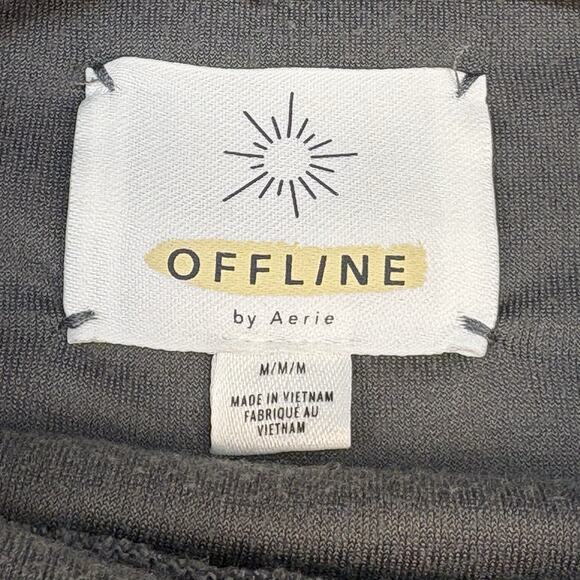 OFFLINE
by Aerie
M/M/M
MADE IN VIETNAM
FABRIQUÉ AU
VIETNAM